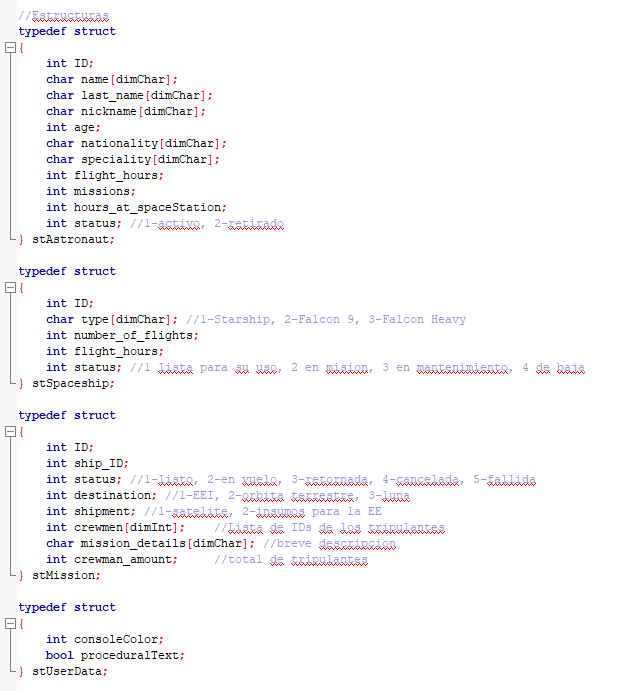 //Estructuras
typedef struct
{
int ID;
char name[dimChar];
char last_name[dimChar];
char nickname[dimChar];
int age;
char nationality[dimChar];
char speciality[dimChar];
int flight_hours;
int missions;
int hours_at_spaceStation;
int status; //1-activo, 2-retirado
} stAstronaut;
typedef struct
{
int ID;
char type[dimChar]; //1-Starship, 2-Falcon 9, 3-Falcon Heavy
int number_of_flights;
int flight_hours;
int status; //1 lista para su uso, 2 en mision, 3 en mantenimiento, 4 de baja
} stSpaceship;
typedef struct
{
int ID;
int ship_ID;
int status; //1-listo, 2-en vuelo, 3-retornada, 4-cancelada, 5-fallida
int destination; //1-EEI, 2-orbita terrestre, 3-luna
int shipment; //1-satelite, 2-insumos para la EE
int crewmen[dimInt]; //Lista de IDs de los tripulantes
char mission_details[dimChar]; //breve descripcion
int crewman_amount; //total de tripulantes
} stMission;
typedef struct
{
int consoleColor;
bool proceduralText;
} stUserData;